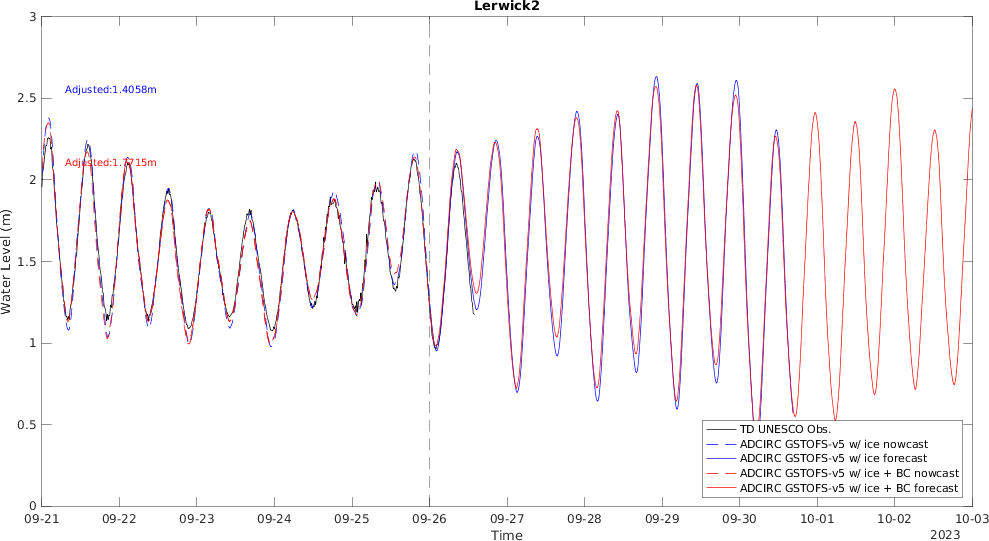 Lerwick2
3
2.5
2
1.5
1
0.5
0
Water Level (m)
Adjusted:1.4058m
Adjusted:1.7715m
TD UNESCO Obs.
ADCIRC GSTOFS-v5 w/ ice nowcast
ADCIRC GSTOFS-v5 w/ ice forecast
ADCIRC GSTOFS-v5 w/ ice + BC nowcast
ADCIRC GSTOFS-v5 w/ ice + BC forecast
09-21 09-22 09-23 09-24 09-25 09-26 09-27 09-28 09-29 09-30 10-01 10-02 10-03
Time
2023